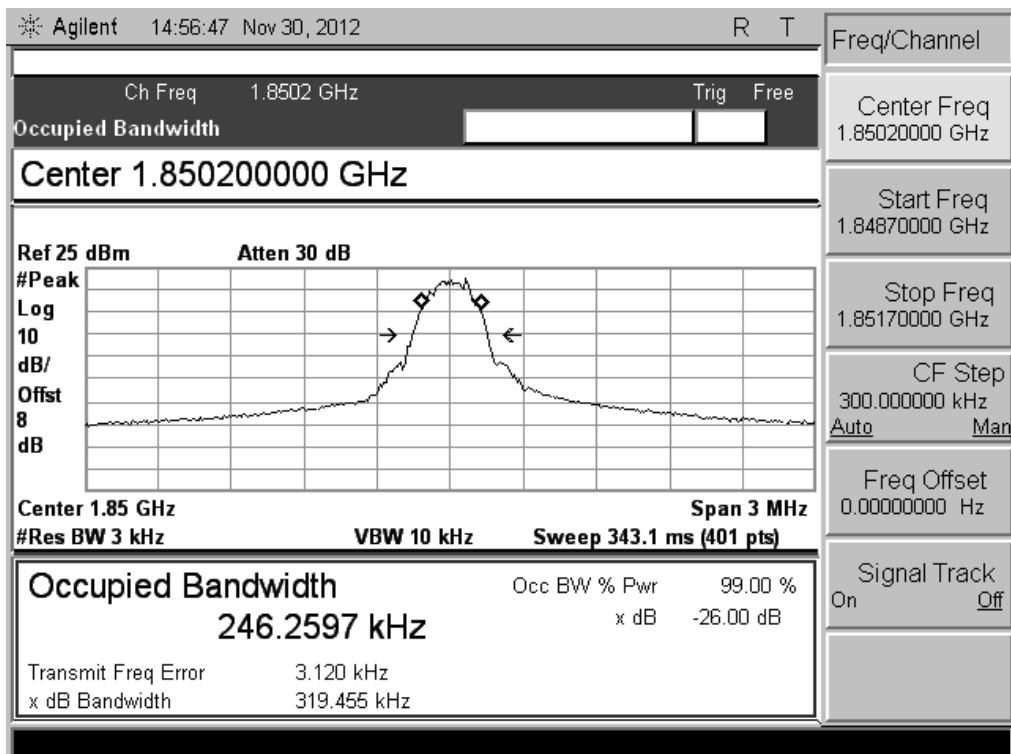 Agilent 14:56:47 Nov 30, 2012 R T
Freq/Channel
Ch Freq 1.8502 GHz Trig Free
Occupied Bandwidth
Center 1.850200000 GHz
Ref 25 dBm Atten 30 dB
#Peak
Log
10
dB/
Offst
8
dB
Center 1.85 GHz Span 3 MHz
#Res BW 3 kHz VBW 10 kHz Sweep 343.1 ms (401 pts)
Occupied Bandwidth
246.2597 kHz
Occ BW % Pwr 99.00 %
x dB -26.00 dB
Transmit Freq Error 3.120 kHz
x dB Bandwidth 319.455 kHz
Center Freq
1.85020000 GHz
Start Freq
1.84870000 GHz
Stop Freq
1.85170000 GHz
CF Step
300.000000 kHz
Auto Man
Freq Offset
0.00000000 Hz
Signal Track
On Off